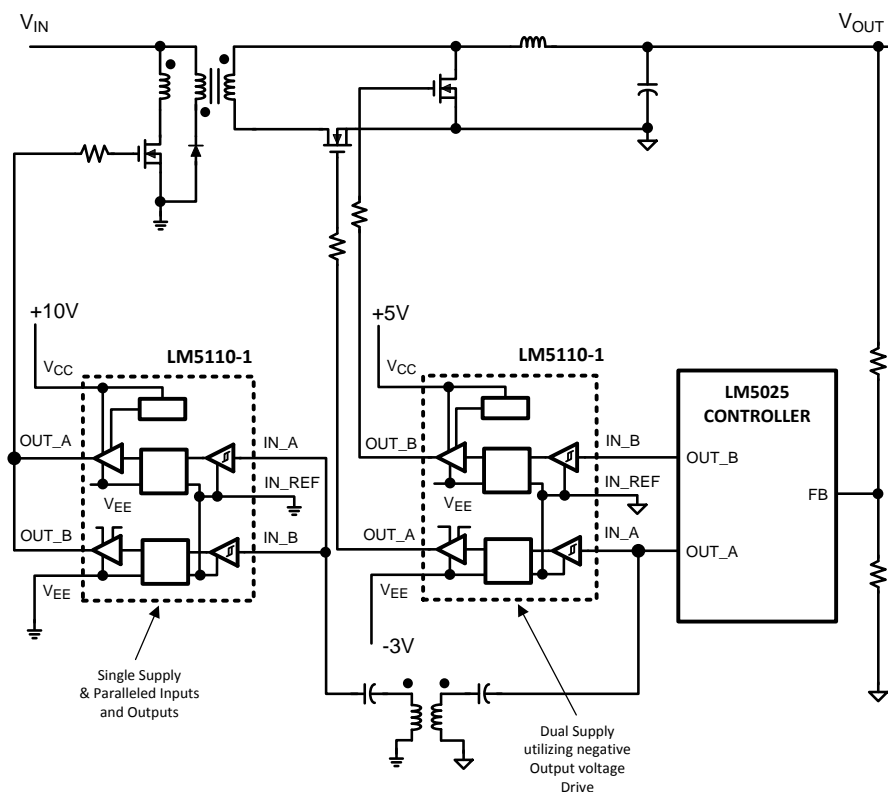 VIN
VOUT
+10V
VCC
LM5110-1
OUT_A
IN_A
IN_REF
VEE
OUT_B
IN_B
VEE
Single Supply
& Paralleled Inputs
and Outputs
+5V
VCC
LM5110-1
OUT_B
IN_B
IN_REF
VEE
OUT_A
IN_A
VEE
-3V
Dual Supply
utilizing negative
Output voltage
Drive
LM5025
CONTROLLER
OUT_B
FB
OUT_A